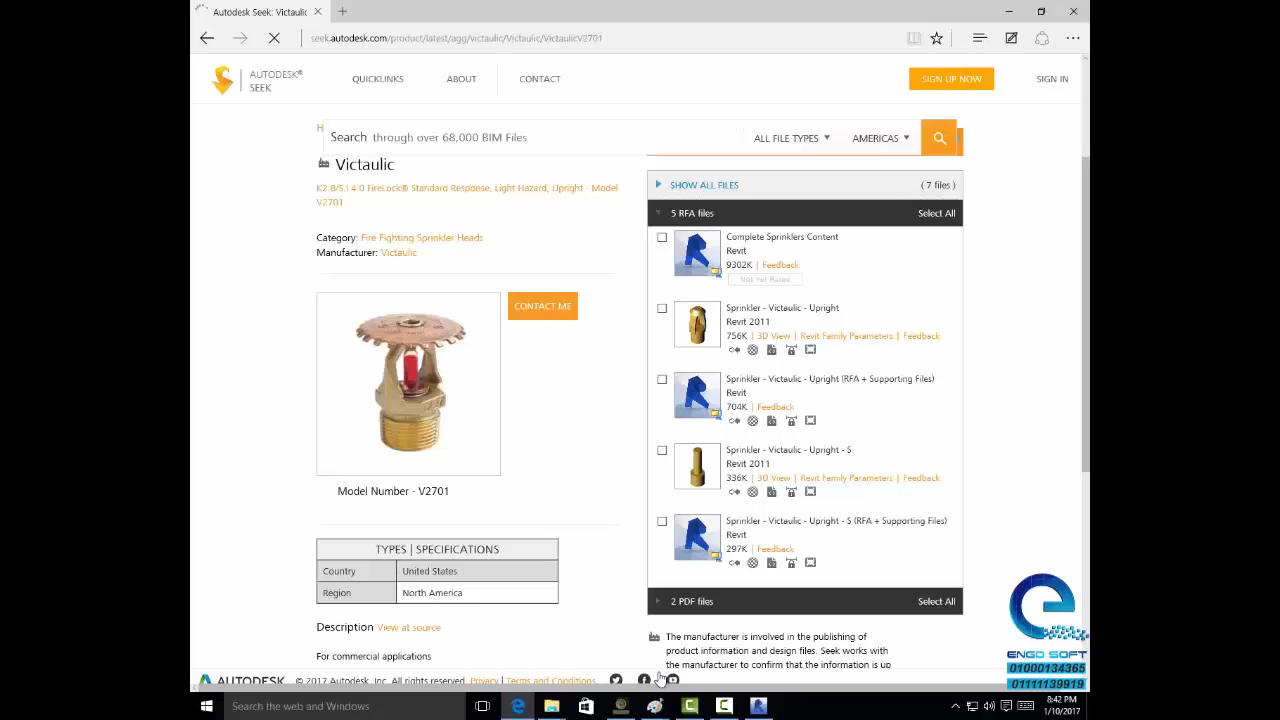 Autodesk Seek: Victaulic
seek.autodesk.com/product/latest/agg/victaulic/Victaulic/VictaulicV2701
AUTODESK®
SEEK
QUICKLINKS
ABOUT
CONTACT
SIGN UP NOW
SIGN IN
Search through over 68,000 BIM Files
ALL FILE TYPES
AMERICAS
Victaulic
K2.8/5.I 4.0 FireLock® Standard Response, Light Hazard, Upright - Model
V2701
Category: Fire Fighting Sprinkler Heads
Manufacturer: Victaulic
CONTACT ME
Model Number - V2701
TYPES | SPECIFICATIONS
Country United States
Region North America
Description View at source
For commercial applications
SHOW ALL FILES ( 7 files )
5 RFA files Select All
Complete Sprinklers Content
Revit
9302K | Feedback
Not Yet Rated
Sprinkler - Victaulic - Upright
Revit 2011
756K | 3D View | Revit Family Parameters | Feedback
Sprinkler - Victaulic - Upright (RFA + Supporting Files)
Revit
704K | Feedback
Sprinkler - Victaulic - Upright - S
Revit 2011
336K | 3D View | Revit Family Parameters | Feedback
Sprinkler - Victaulic - Upright - S (RFA + Supporting Files)
Revit
297K | Feedback
2 PDF files Select All
The manufacturer is involved in the publishing of
product information and design files. Seek works with
the manufacturer to confirm that the information is up
AUTODESK © 2017 Autodesk, Inc. All rights reserved. Privacy | Terms and Conditions.
ENGO SOFT
01000134365
01111139919
Search the web and Windows
8:42 PM
1/10/2017